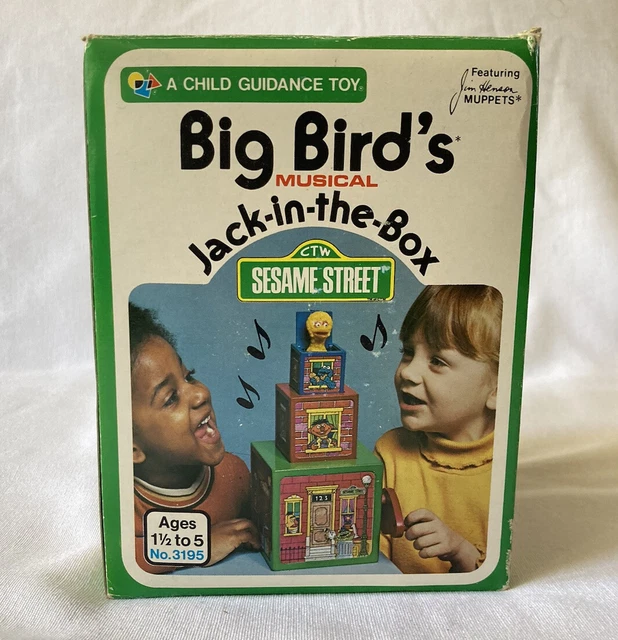 A CHILD GUIDANCE TOY®
Featuring
Jim Henson
MUPPETS*
Big Bird's*
MUSICAL
Jack-in-the-Box
CTW
SESAME STREET
123
Ages
1½ to 5
No.3195